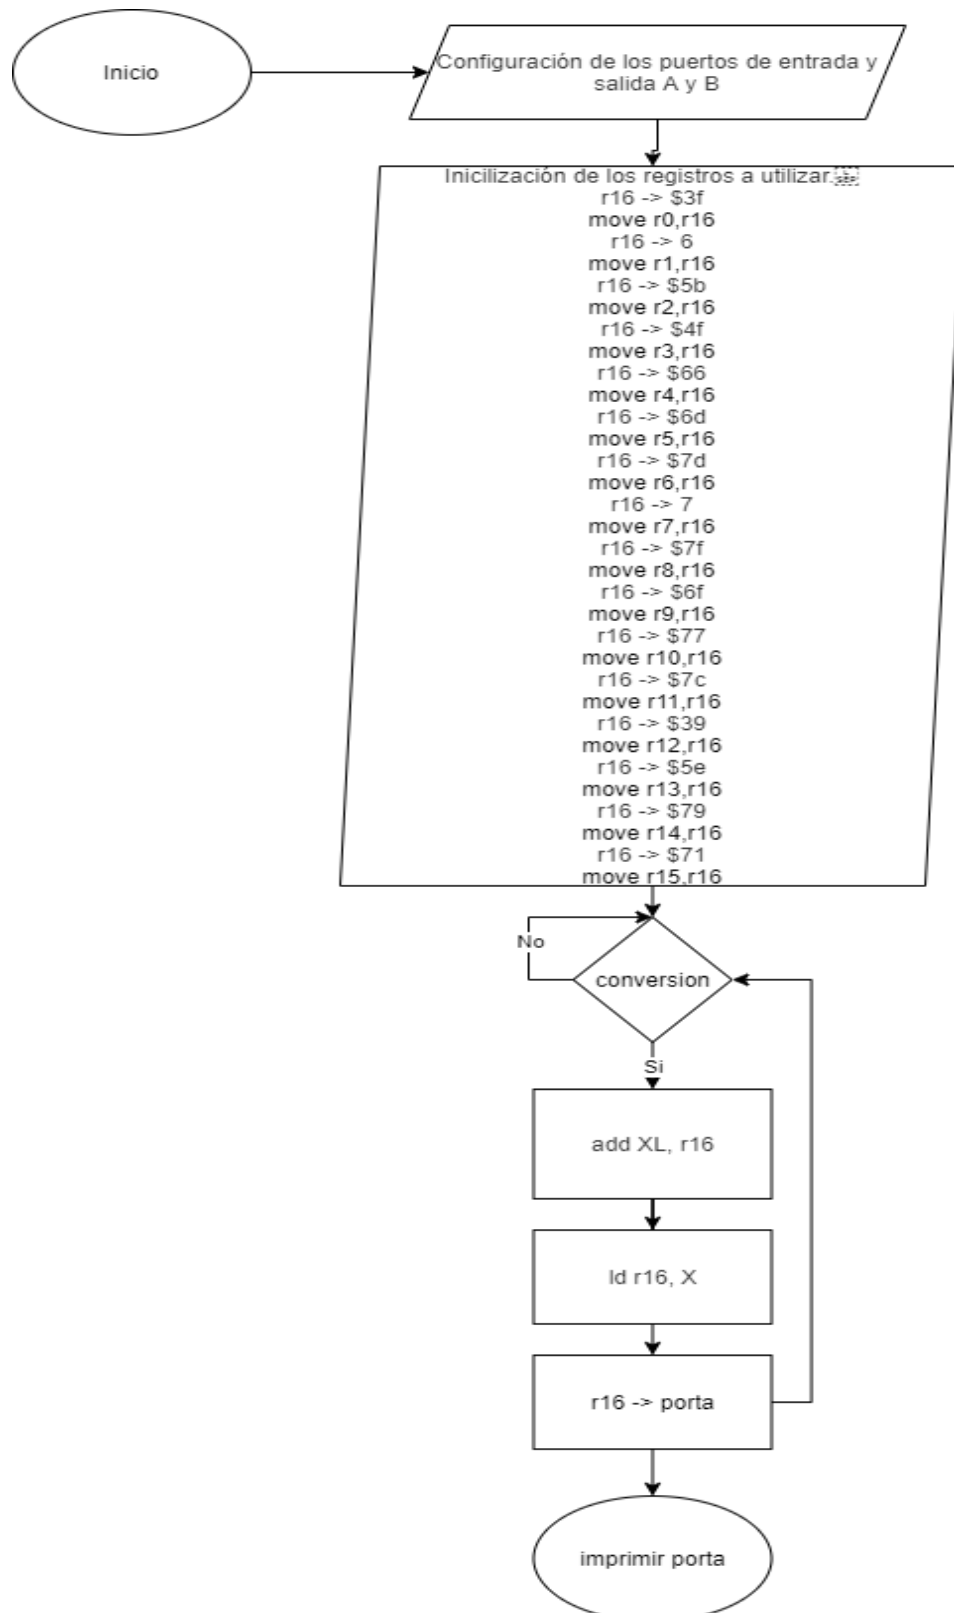 Inicio
Configuración de los puertos de entrada y
salida A y B
Inicilización de los registros a utilizar.
r16 -> $3f
move r0,r16
r16 -> 6
move r1,r16
r16 -> $5b
move r2,r16
r16 -> $4f
move r3,r16
r16 -> $66
move r4,r16
r16 -> $6d
move r5,r16
r16 -> $7d
move r6,r16
r16 -> 7
move r7,r16
r16 -> $7f
move r8,r16
r16 -> $6f
move r9,r16
r16 -> $77
move r10,r16
r16 -> $7c
move r11,r16
r16 -> $39
move r12,r16
r16 -> $5e
move r13,r16
r16 -> $79
move r14,r16
r16 -> $71
move r15,r16
No
conversion
Si
add XL, r16
ld r16, X
r16 -> porta
imprimir porta